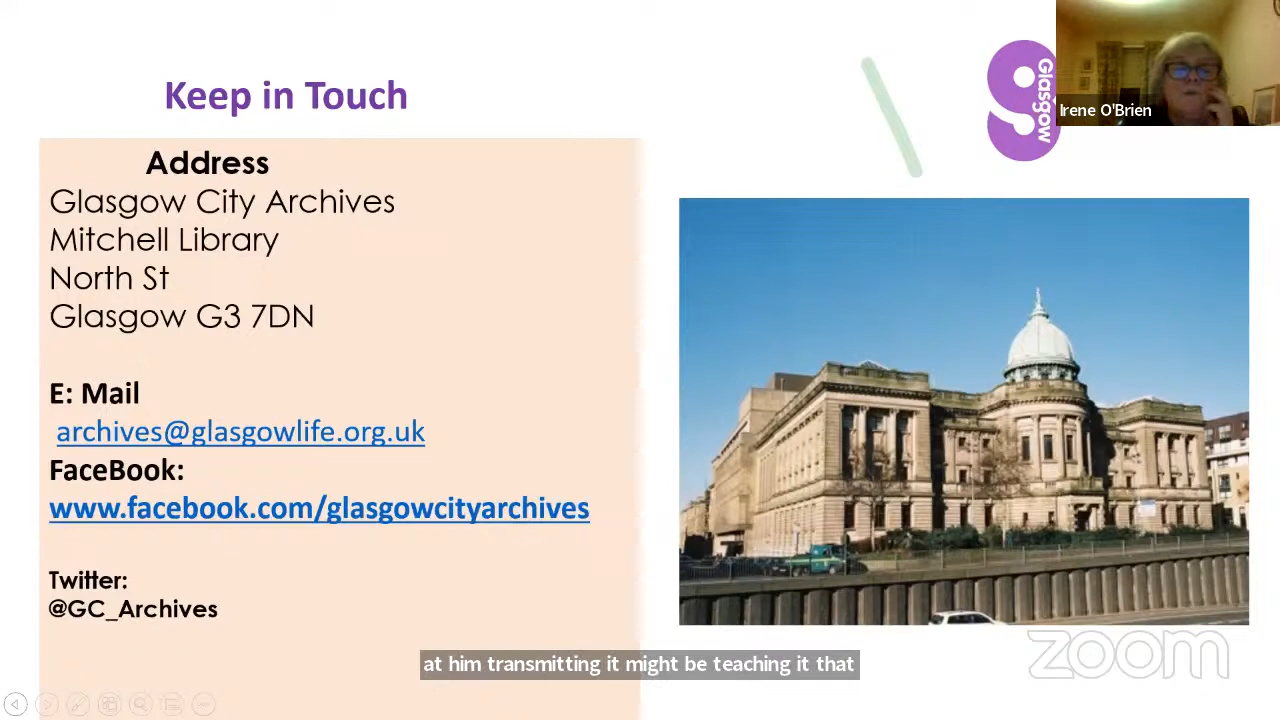 Keep in Touch
Glasgow
Irene O'Brien
Address
Glasgow City Archives
Mitchell Library
North St
Glasgow G3 7DN
E: Mail
archives@glasgowlife.org.uk
FaceBook:
www.facebook.com/glasgowcityarchives
Twitter:
@GC_Archives
at him transmitting it might be teaching it that
zoom